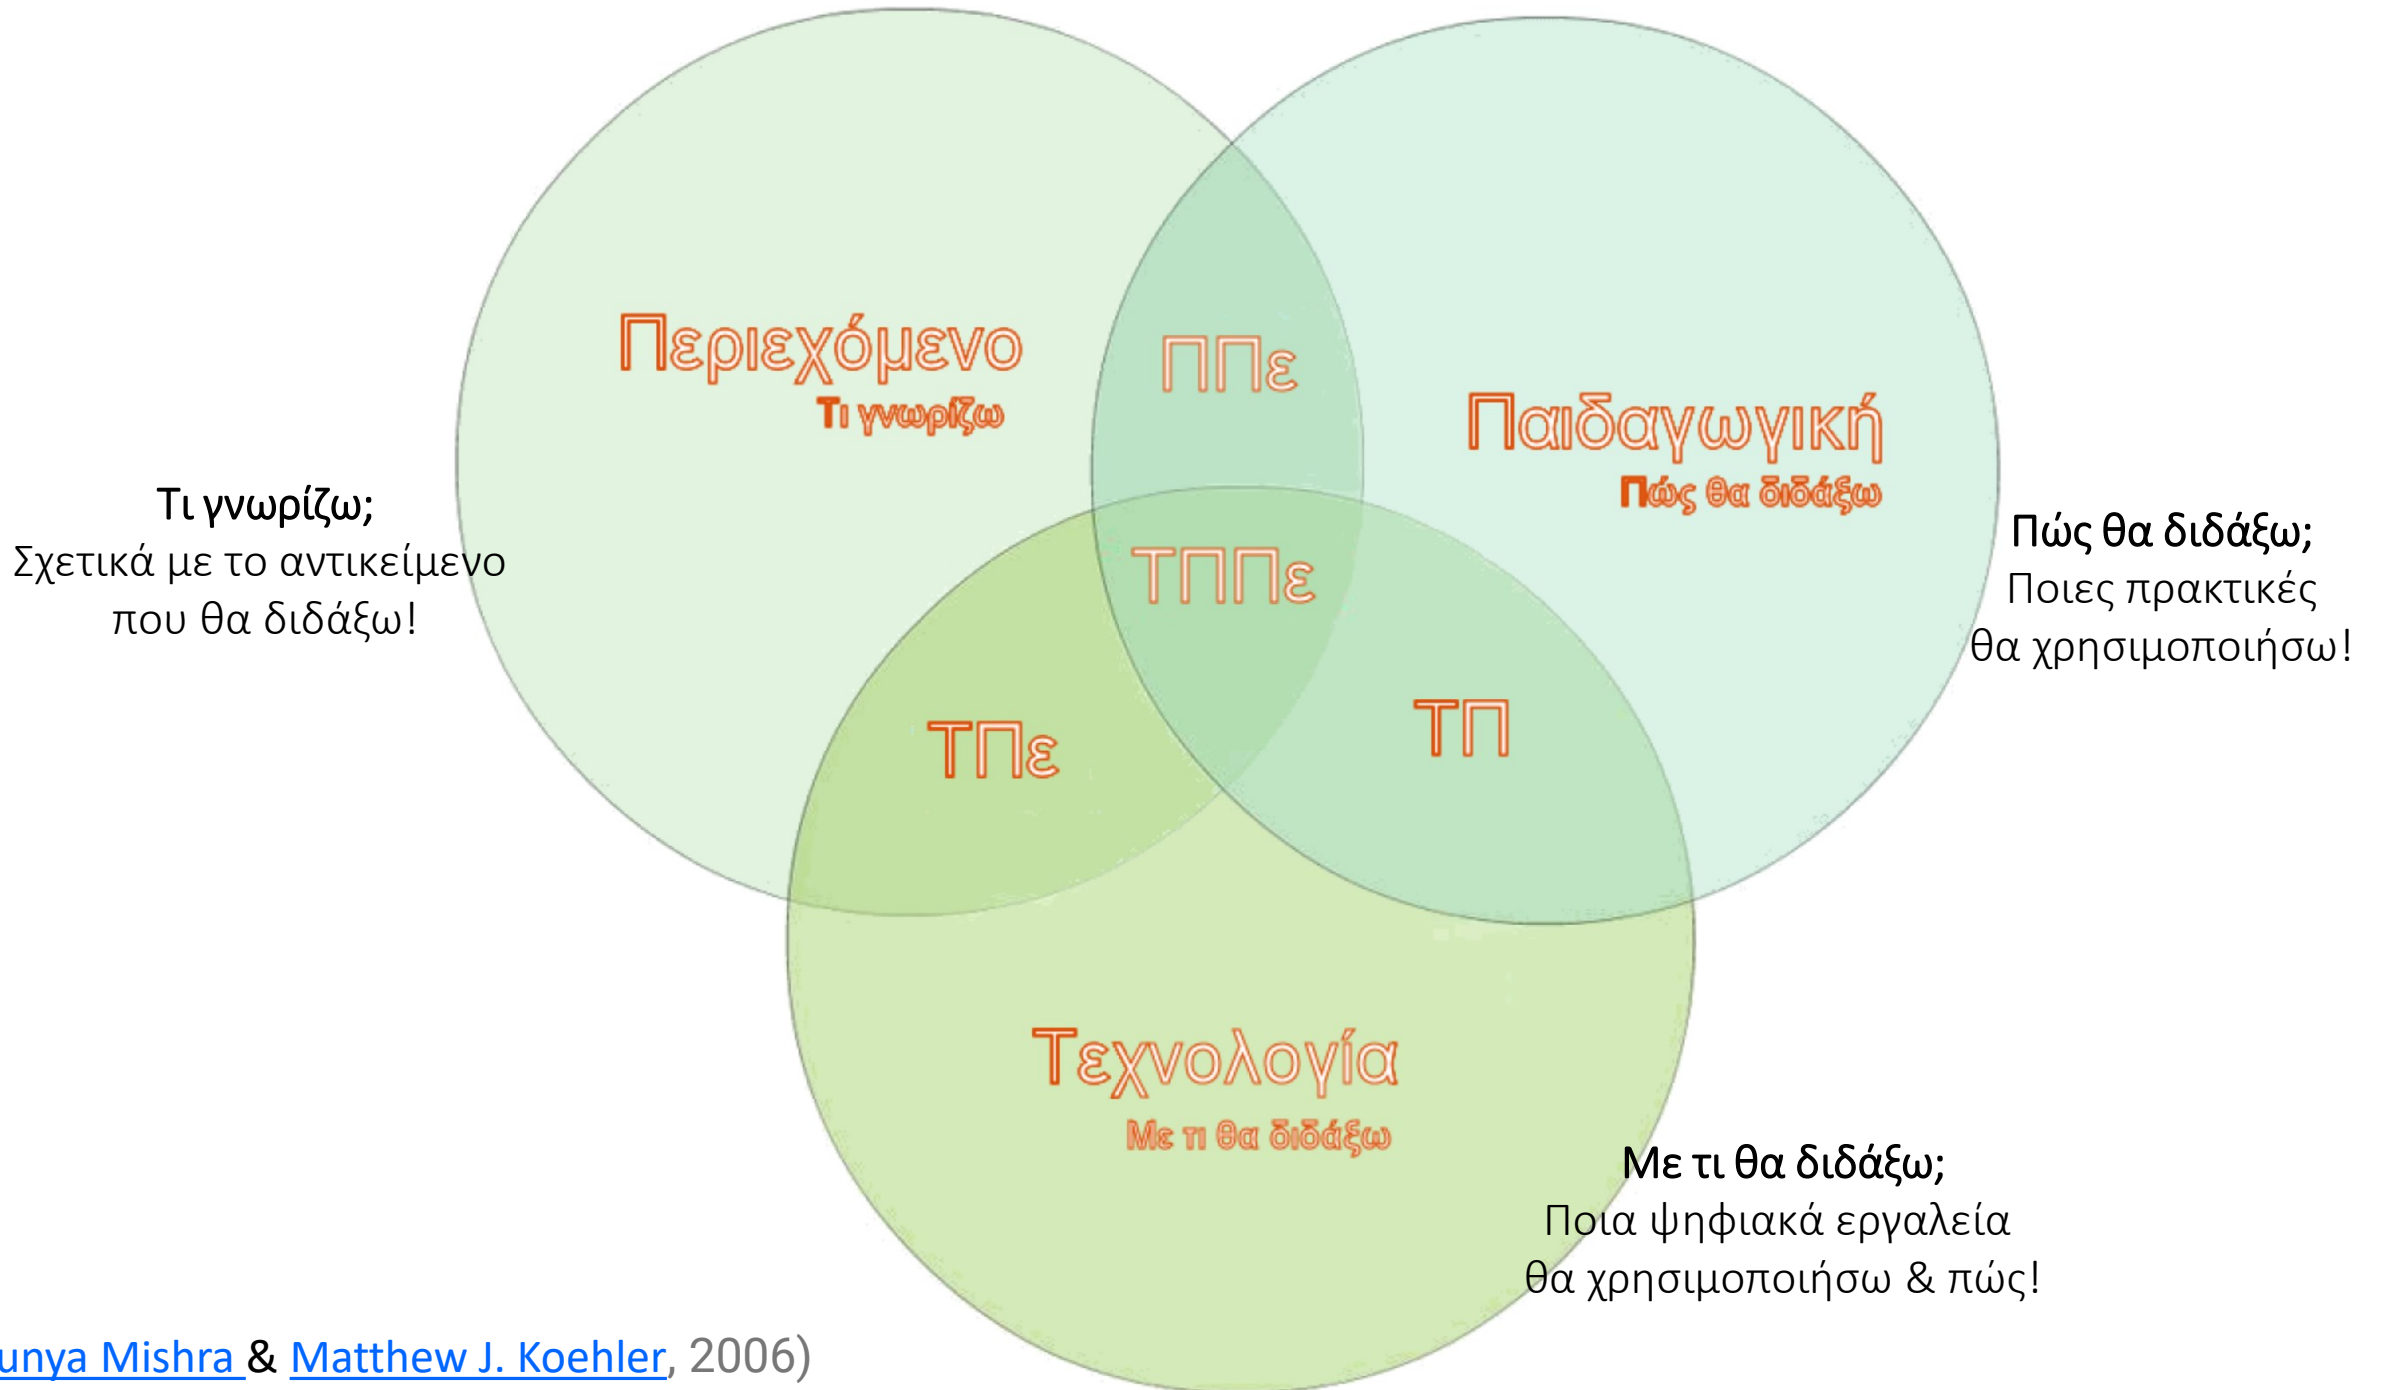 Περιεχόμενο
Τι γνωρίζω
ΠΠε
Παιδαγωγική
Πώς θα διδάξω
Τι γνωρίζω;
Σχετικά με το αντικείμενο
που θα διδάξω!
Πώς θα διδάξω;
Ποιες πρακτικές
θα χρησιμοποιήσω!
ΤΠΠε
ΤΠε
ΤΠ
Τεχνολογία
Με τι θα διδάξω
Με τι θα διδάξω;
Ποια ψηφιακά εργαλεία
θα χρησιμοποιήσω & πώς!
Mishra & Matthew J. Koehler, 2006)